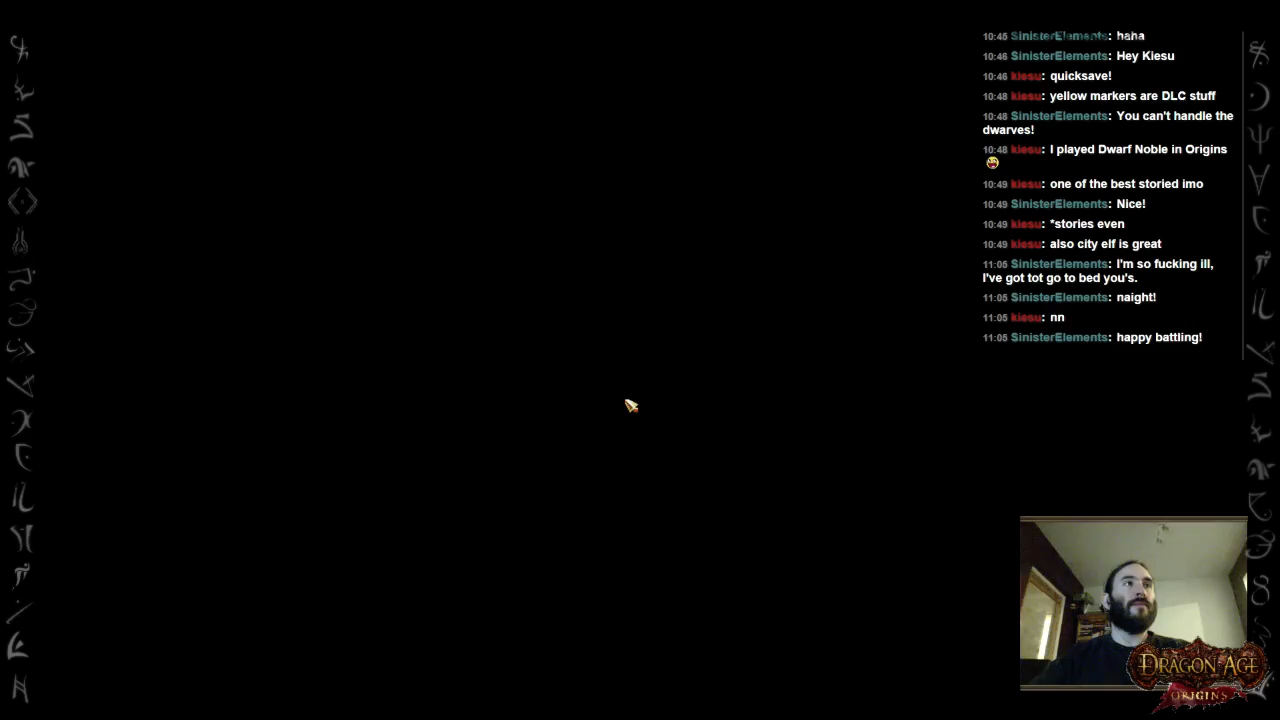 10:45 SinisterElements: haha
10:46 SinisterElements: Hey Kiesu
10:46 kiesu: quicksave!
10:48 kiesu: yellow markers are DLC stuff
10:48 SinisterElements: You can't handle the
dwarves!
10:48 kiesu: I played Dwarf Noble in Origins
10:49 kiesu: one of the best storied imo
10:49 SinisterElements: Nice!
10:49 kiesu: *stories even
10:49 kiesu: also city elf is great
11:05 SinisterElements: I'm so fucking ill,
I've got tot go to bed you's.
11:05 SinisterElements: naight!
11:05 kiesu: nn
11:05 SinisterElements: happy battling!
DRAGON AGE
ORIGINS